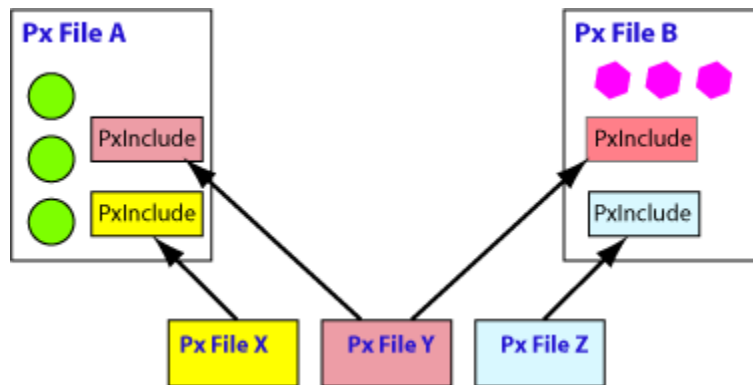 Px File A
PxInclude
PxInclude
Px File B
PxInclude
PxInclude
Px File X
Px File Y
Px File Z